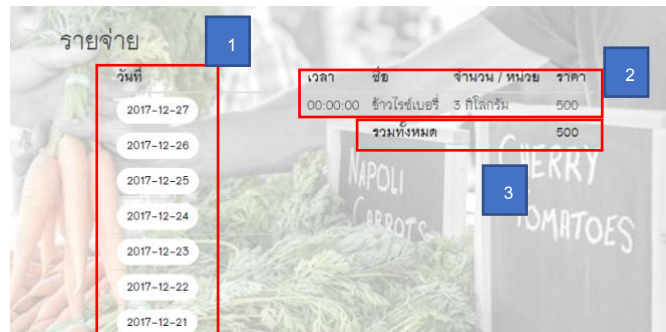 รายจ่าย
1
วันที่
เวลา ชื่อ จำนวน / หน่วย ราคา
2
2017-12-27
00:00:00 ข้าวไรซ์เบอรี่ 3 กิโลกรัม 500
รวมทั้งหมด 500
2017-12-26
2017-12-25
2017-12-24
2017-12-23
2017-12-22
2017-12-21
3
NAPOLI
CARROTS
CHERRY
TOMATOES